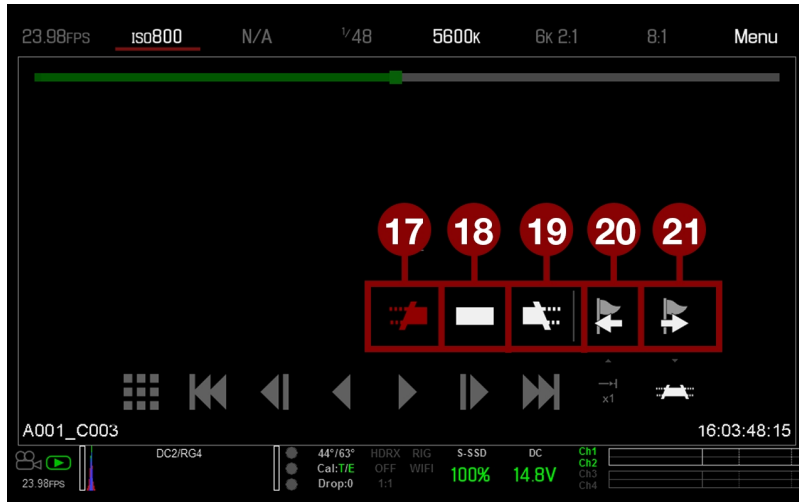 23.98FPS ISO800 N/A 1/48 5600K 6K 2:1 8:1 Menu
17 18 19 20 21
x1
A001_C003 16:03:48:15
DC2/RG4 44°/63° HDRX RIG S-SSD DC Ch1
Cal:T/E OFF WIFI 100% 14.8V Ch2
23.98FPS Drop:0 1:1 Ch3
Ch4